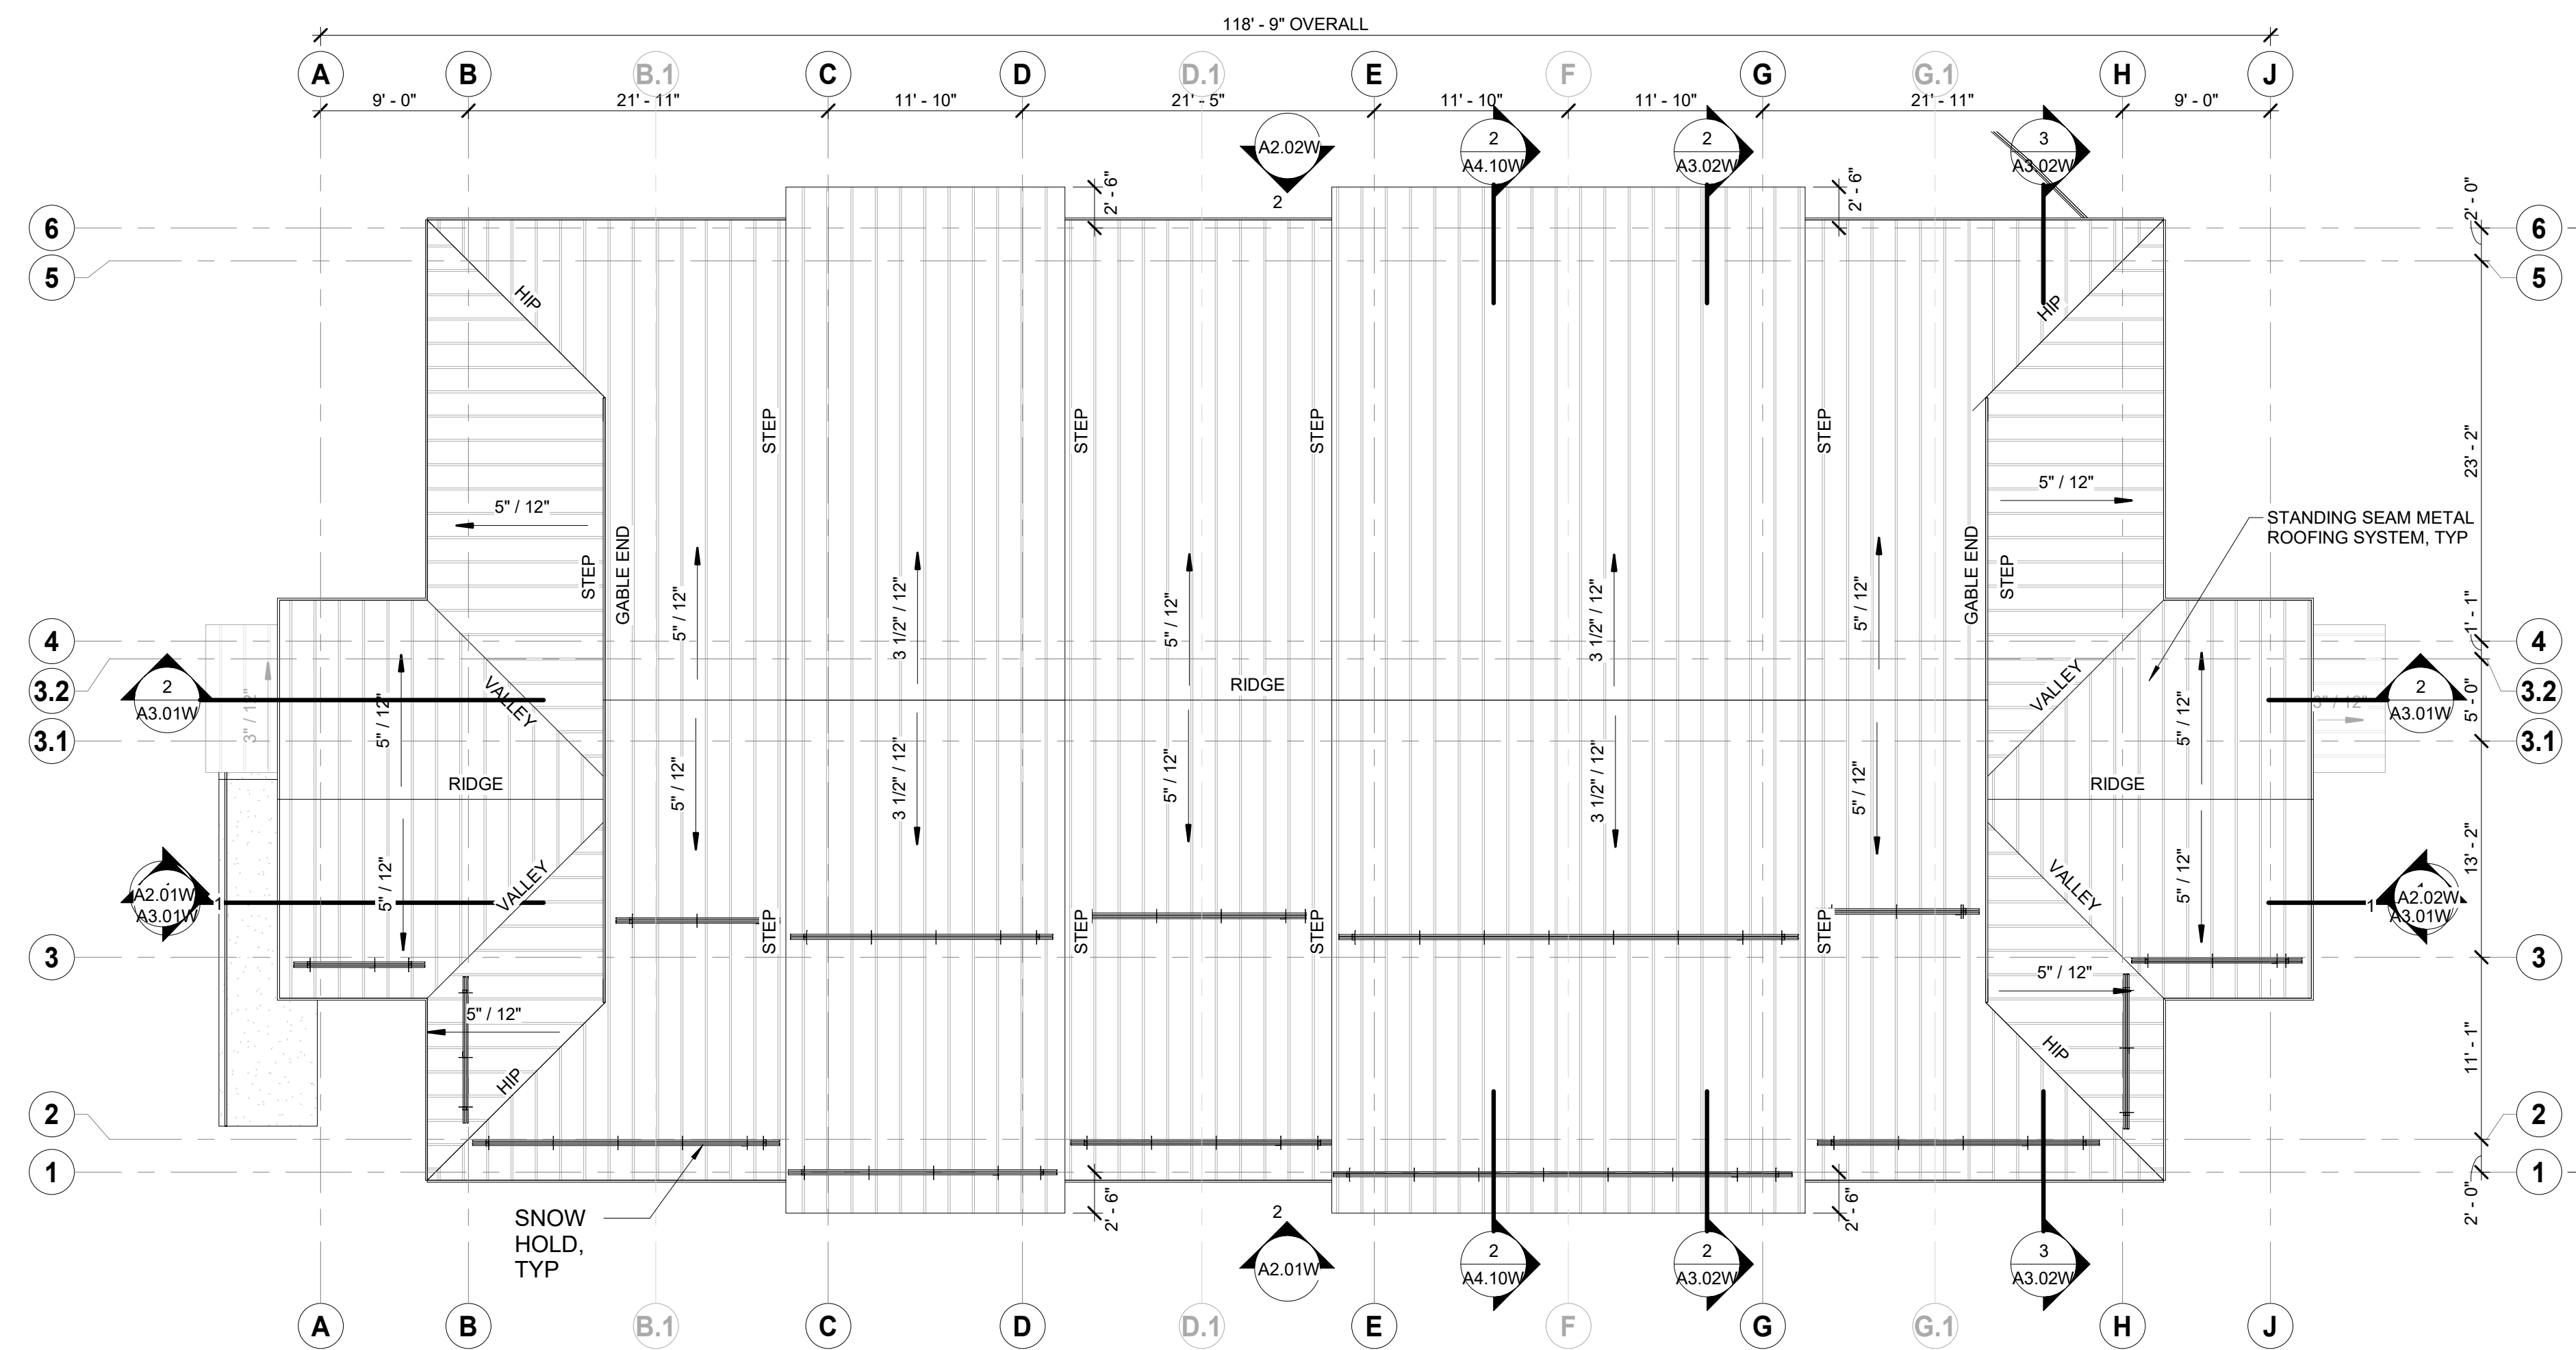 118' - 9" OVERALL
A B B.1 C D D.1 E F G G.1 H J
9' - 0" 21' - 11" 11' - 10" 21' - 5" 11' - 10" 11' - 10" 21' - 11" 9' - 0"
A2.02W
2
2
A4.10W
2
A3.02W
3
A3.02W
2' - 6"
2' - 6"
2' - 0"
6
5
6
5
HIP
HIP
STEP
STEP
STEP
STEP
23' - 2"
5" / 12"
5" / 12"
STANDING SEAM METAL
ROOFING SYSTEM, TYP
STEP
GABLE END
GABLE END
STEP
5" / 12"
3 1/2" / 12"
5" / 12"
3 1/2" / 12"
5" / 12"
1' - 1"
4
3.2
3.1
4
3.2
3.1
2
A3.01W
3" / 12"
5" / 12"
VALLEY
RIDGE
VALLEY
5" / 12"
3" / 12"
2
A3.01W
5' - 0"
5" / 12"
3 1/2" / 12"
5" / 12"
3 1/2" / 12"
5" / 12"
RIDGE
RIDGE
13' - 2"
A2.01W
A3.01W
1
5" / 12"
VALLEY
VALLEY
5" / 12"
1
A2.02W
A3.01W
STEP
STEP
STEP
STEP
3
3
5" / 12"
5" / 12"
HIP
HIP
11' - 1"
2
1
2
1
2' - 0"
SNOW
HOLD,
TYP
2' - 6"
2' - 6"
2
A2.01W
2
A4.10W
2
A3.02W
3
A3.02W
A B B.1 C D D.1 E F G G.1 H J